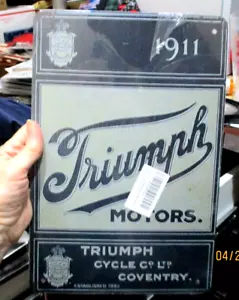 1911
Triumph
MOTORS.
TRIUMPH
CYCLE Co LTD
COVENTRY.
04/2